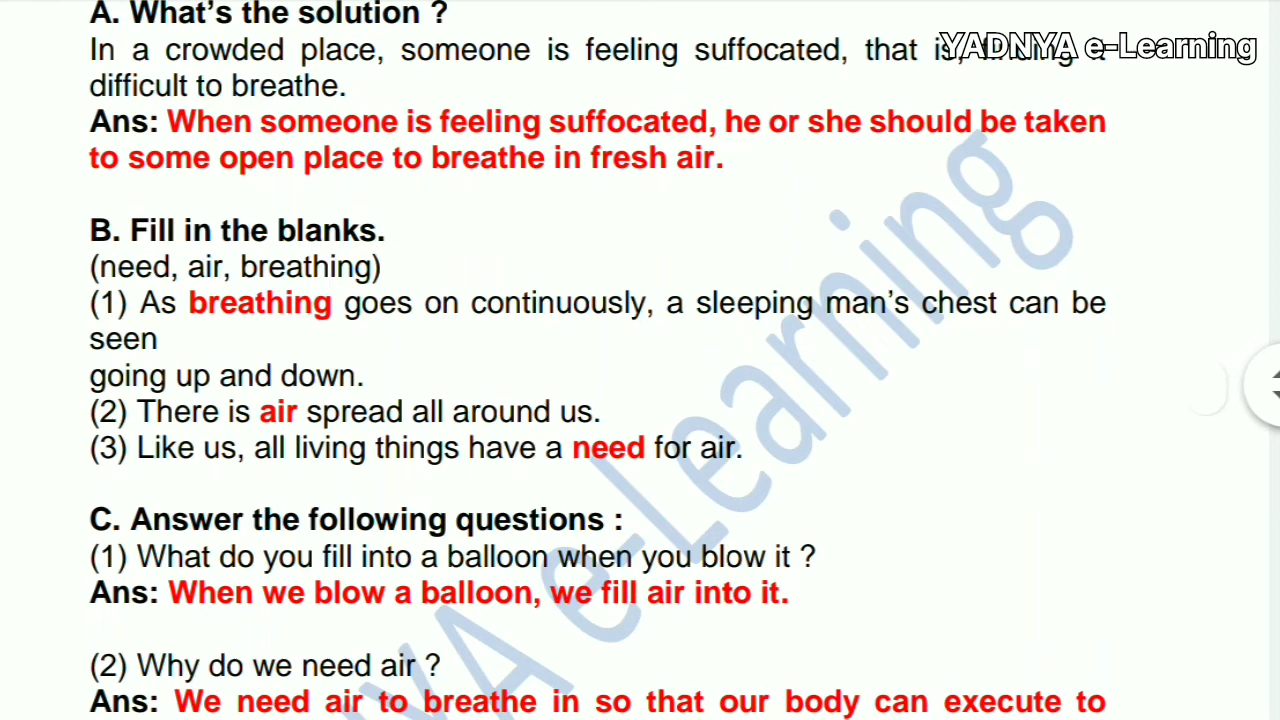 A. What's the solution ?
In a crowded place, someone is feeling suffocated, that is,
YADNYA e-Learning
difficult to breathe.
Ans: When someone is feeling suffocated, he or she should be taken
to some open place to breathe in fresh air.
B. Fill in the blanks.
(need, air, breathing)
(1) As breathing goes on continuously, a sleeping man's chest can be
seen
going up and down.
(2) There is air spread all around us.
(3) Like us, all living things have a need for air.
C. Answer the following questions :
(1) What do you fill into a balloon when you blow it ?
Ans: When we blow a balloon, we fill air into it.
(2) Why do we need air ?
Ans: We need air to breathe in so that our body can execute to
YA e-Learning